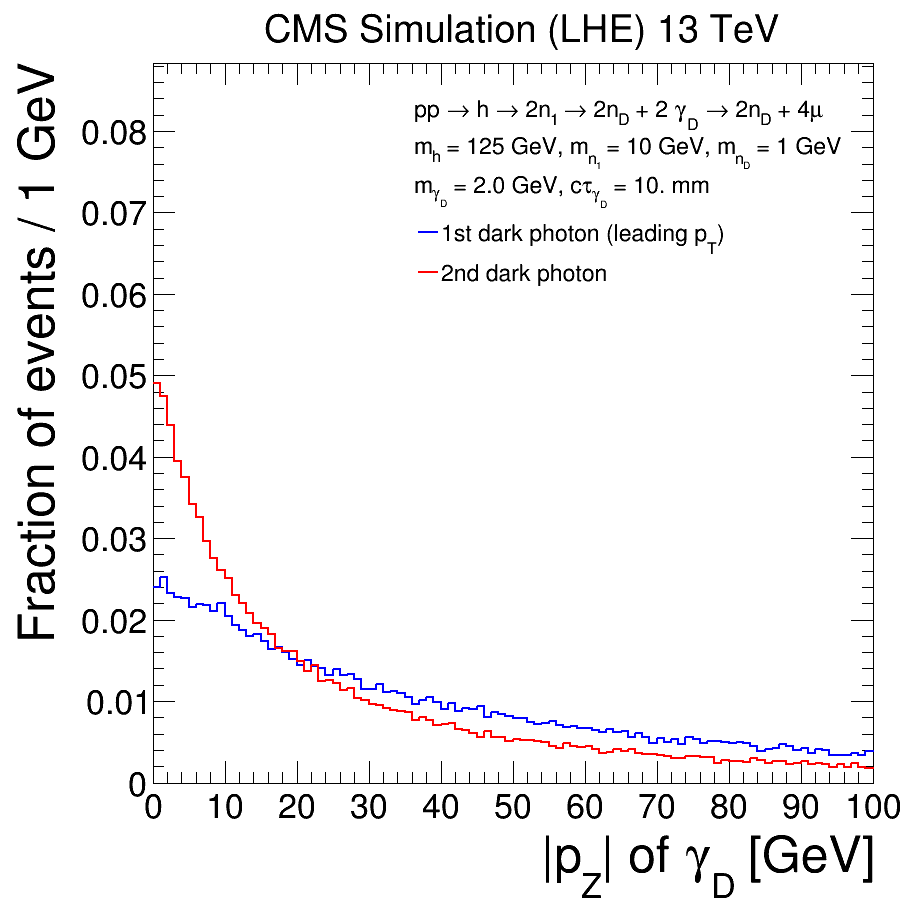 CMS Simulation (LHE) 13 TeV
Fraction of events / 1 GeV
pp → h → 2n₁ → 2n_D + 2 γ_D → 2n_D + 4μ
m_h = 125 GeV, m_n₁ = 10 GeV, m_n_D = 1 GeV
m_γ_D = 2.0 GeV, cτ_γ_D = 10. mm
1st dark photon (leading p_T)
2nd dark photon
0.08
0.07
0.06
0.05
0.04
0.03
0.02
0.01
0
0 10 20 30 40 50 60 70 80 90 100
|p_Z| of γ_D [GeV]